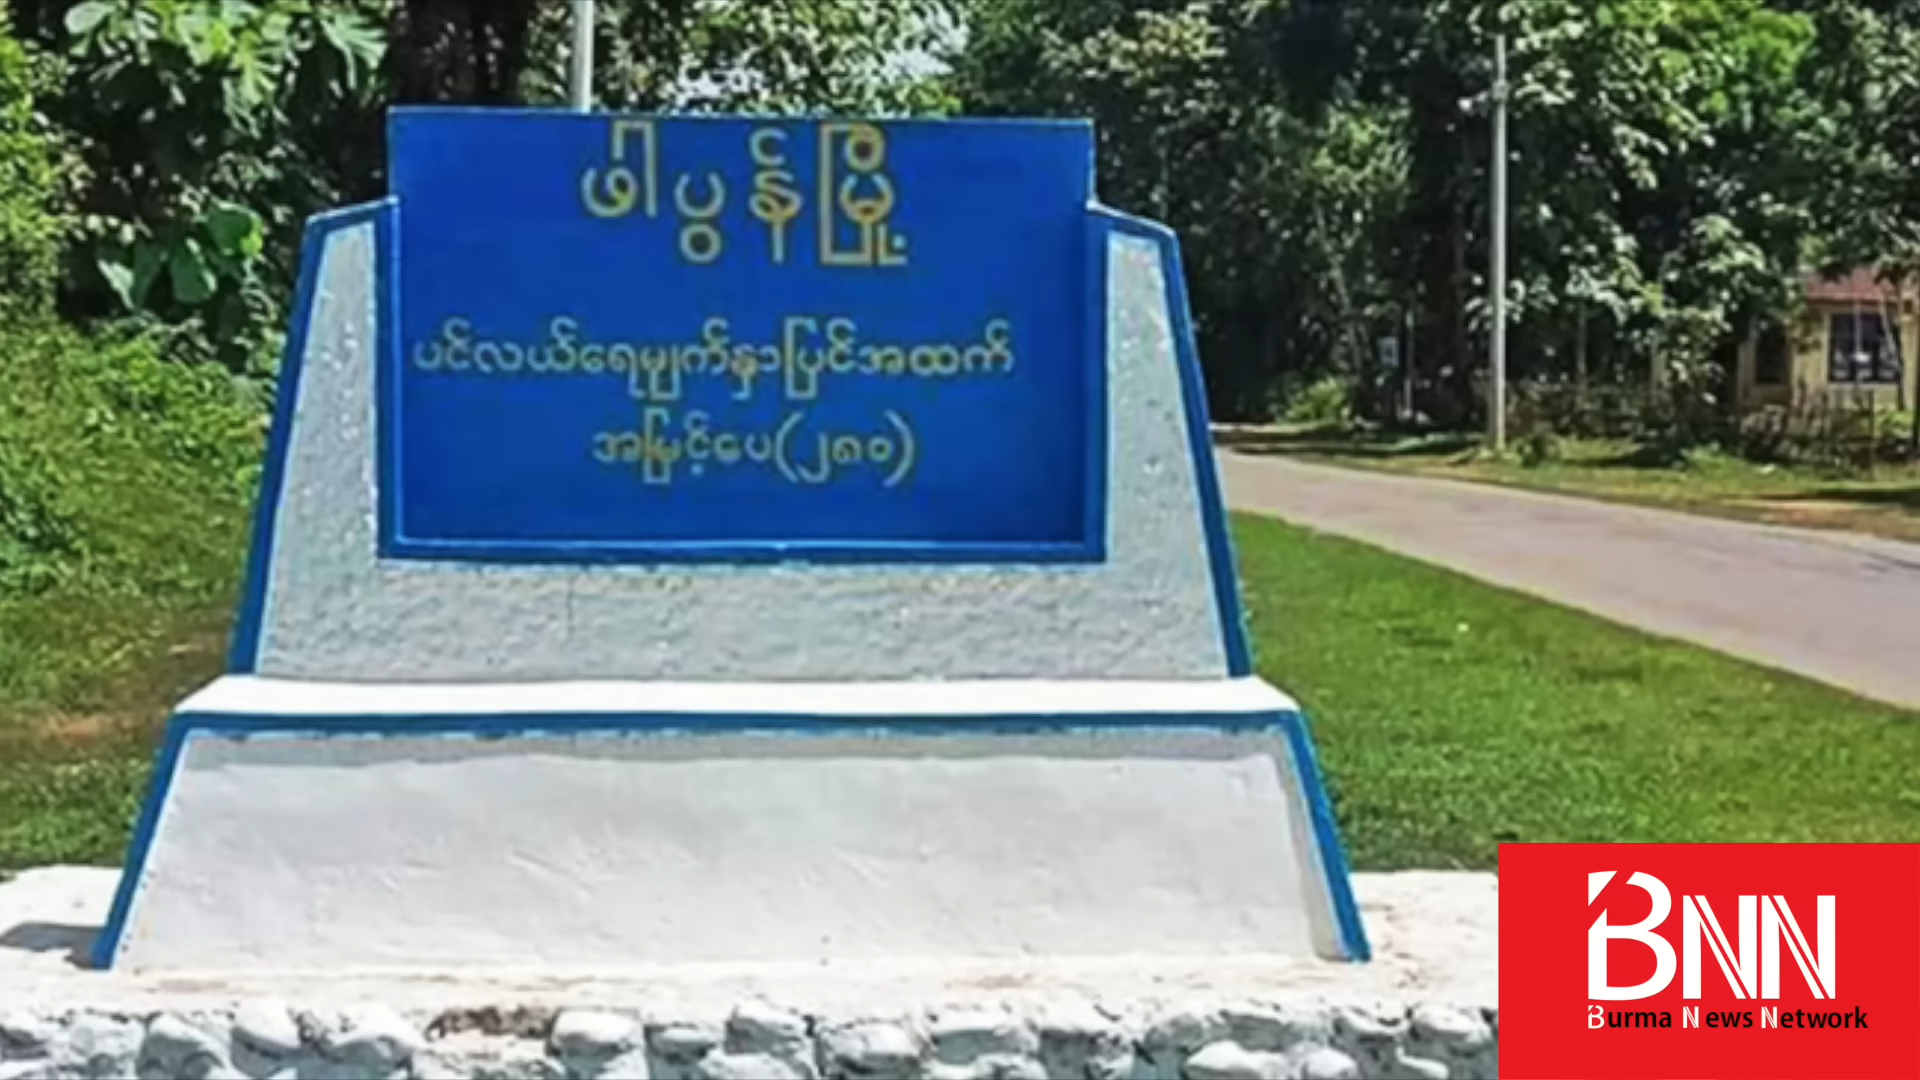 ဖါပွန်မြို့
ပင်လယ်ရေမျက်နှာပြင်အထက်
အမြင့်ပေ(၂၈၀)
BNN
Burma News Network